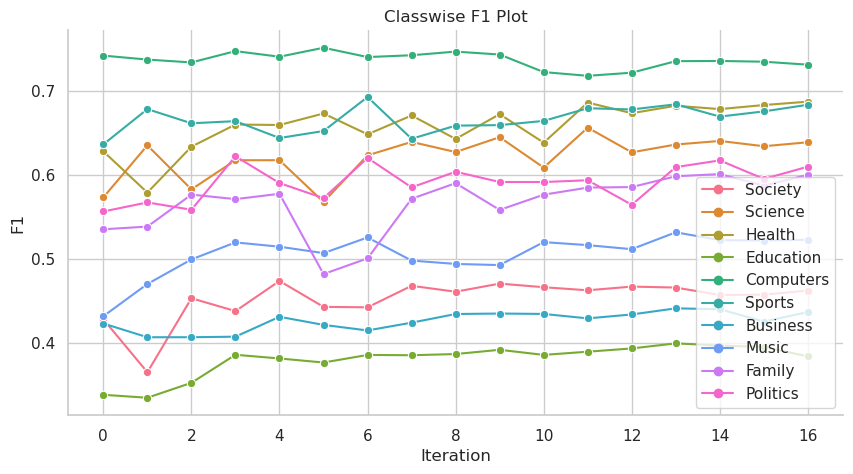 Classwise F1 Plot
F1
0.7
0.6
0.5
0.4
0 2 4 6 8 10 12 14 16
Iteration
Society
Science
Health
Education
Computers
Sports
Business
Music
Family
Politics